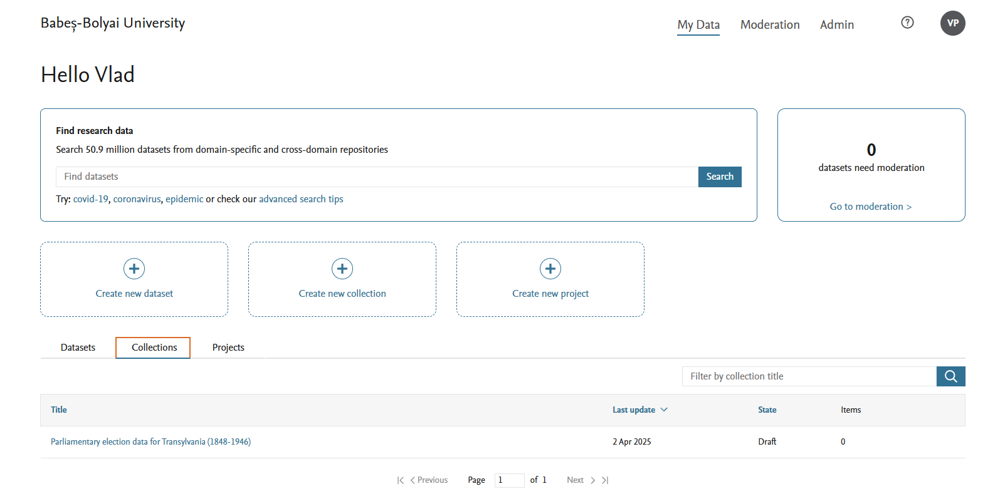 Babeș-Bolyai University
My Data Moderation Admin
VP
Hello Vlad
Find research data
Search 50.9 million datasets from domain-specific and cross-domain repositories
Find datasets Search
Try: covid-19, coronavirus, epidemic or check our advanced search tips
0
datasets need moderation
Go to moderation >
Create new dataset
Create new collection
Create new project
Datasets Collections Projects
Filter by collection title
Title Last update State Items
Parliamentary election data for Transylvania (1848-1946) 2 Apr 2025 Draft 0
Previous Page 1 of 1 Next